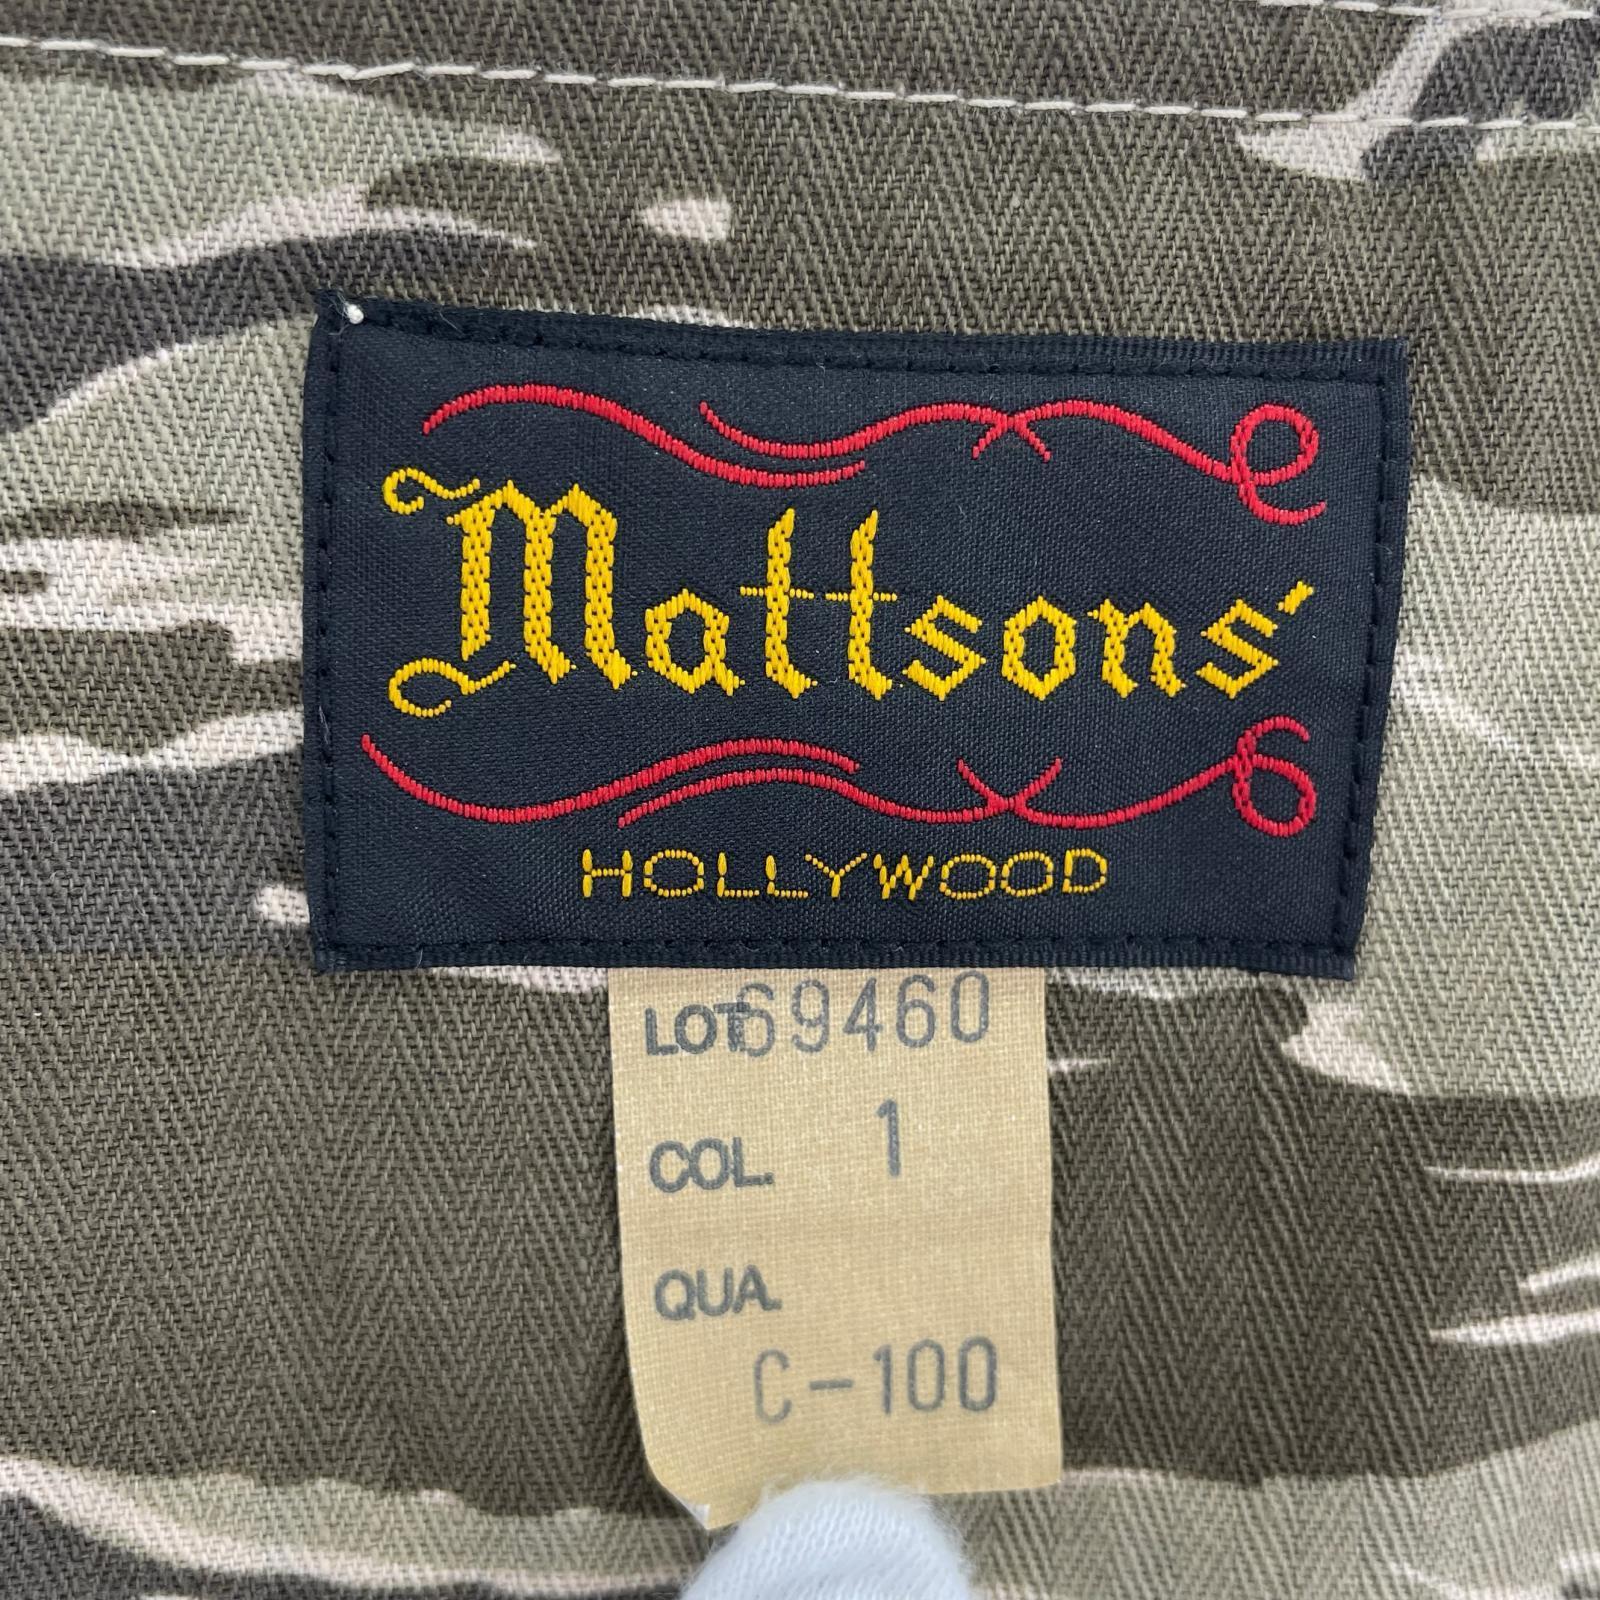 Mattsons'
HOLLYWOOD
LOT 69460
COL. 1
QUA.
C-100